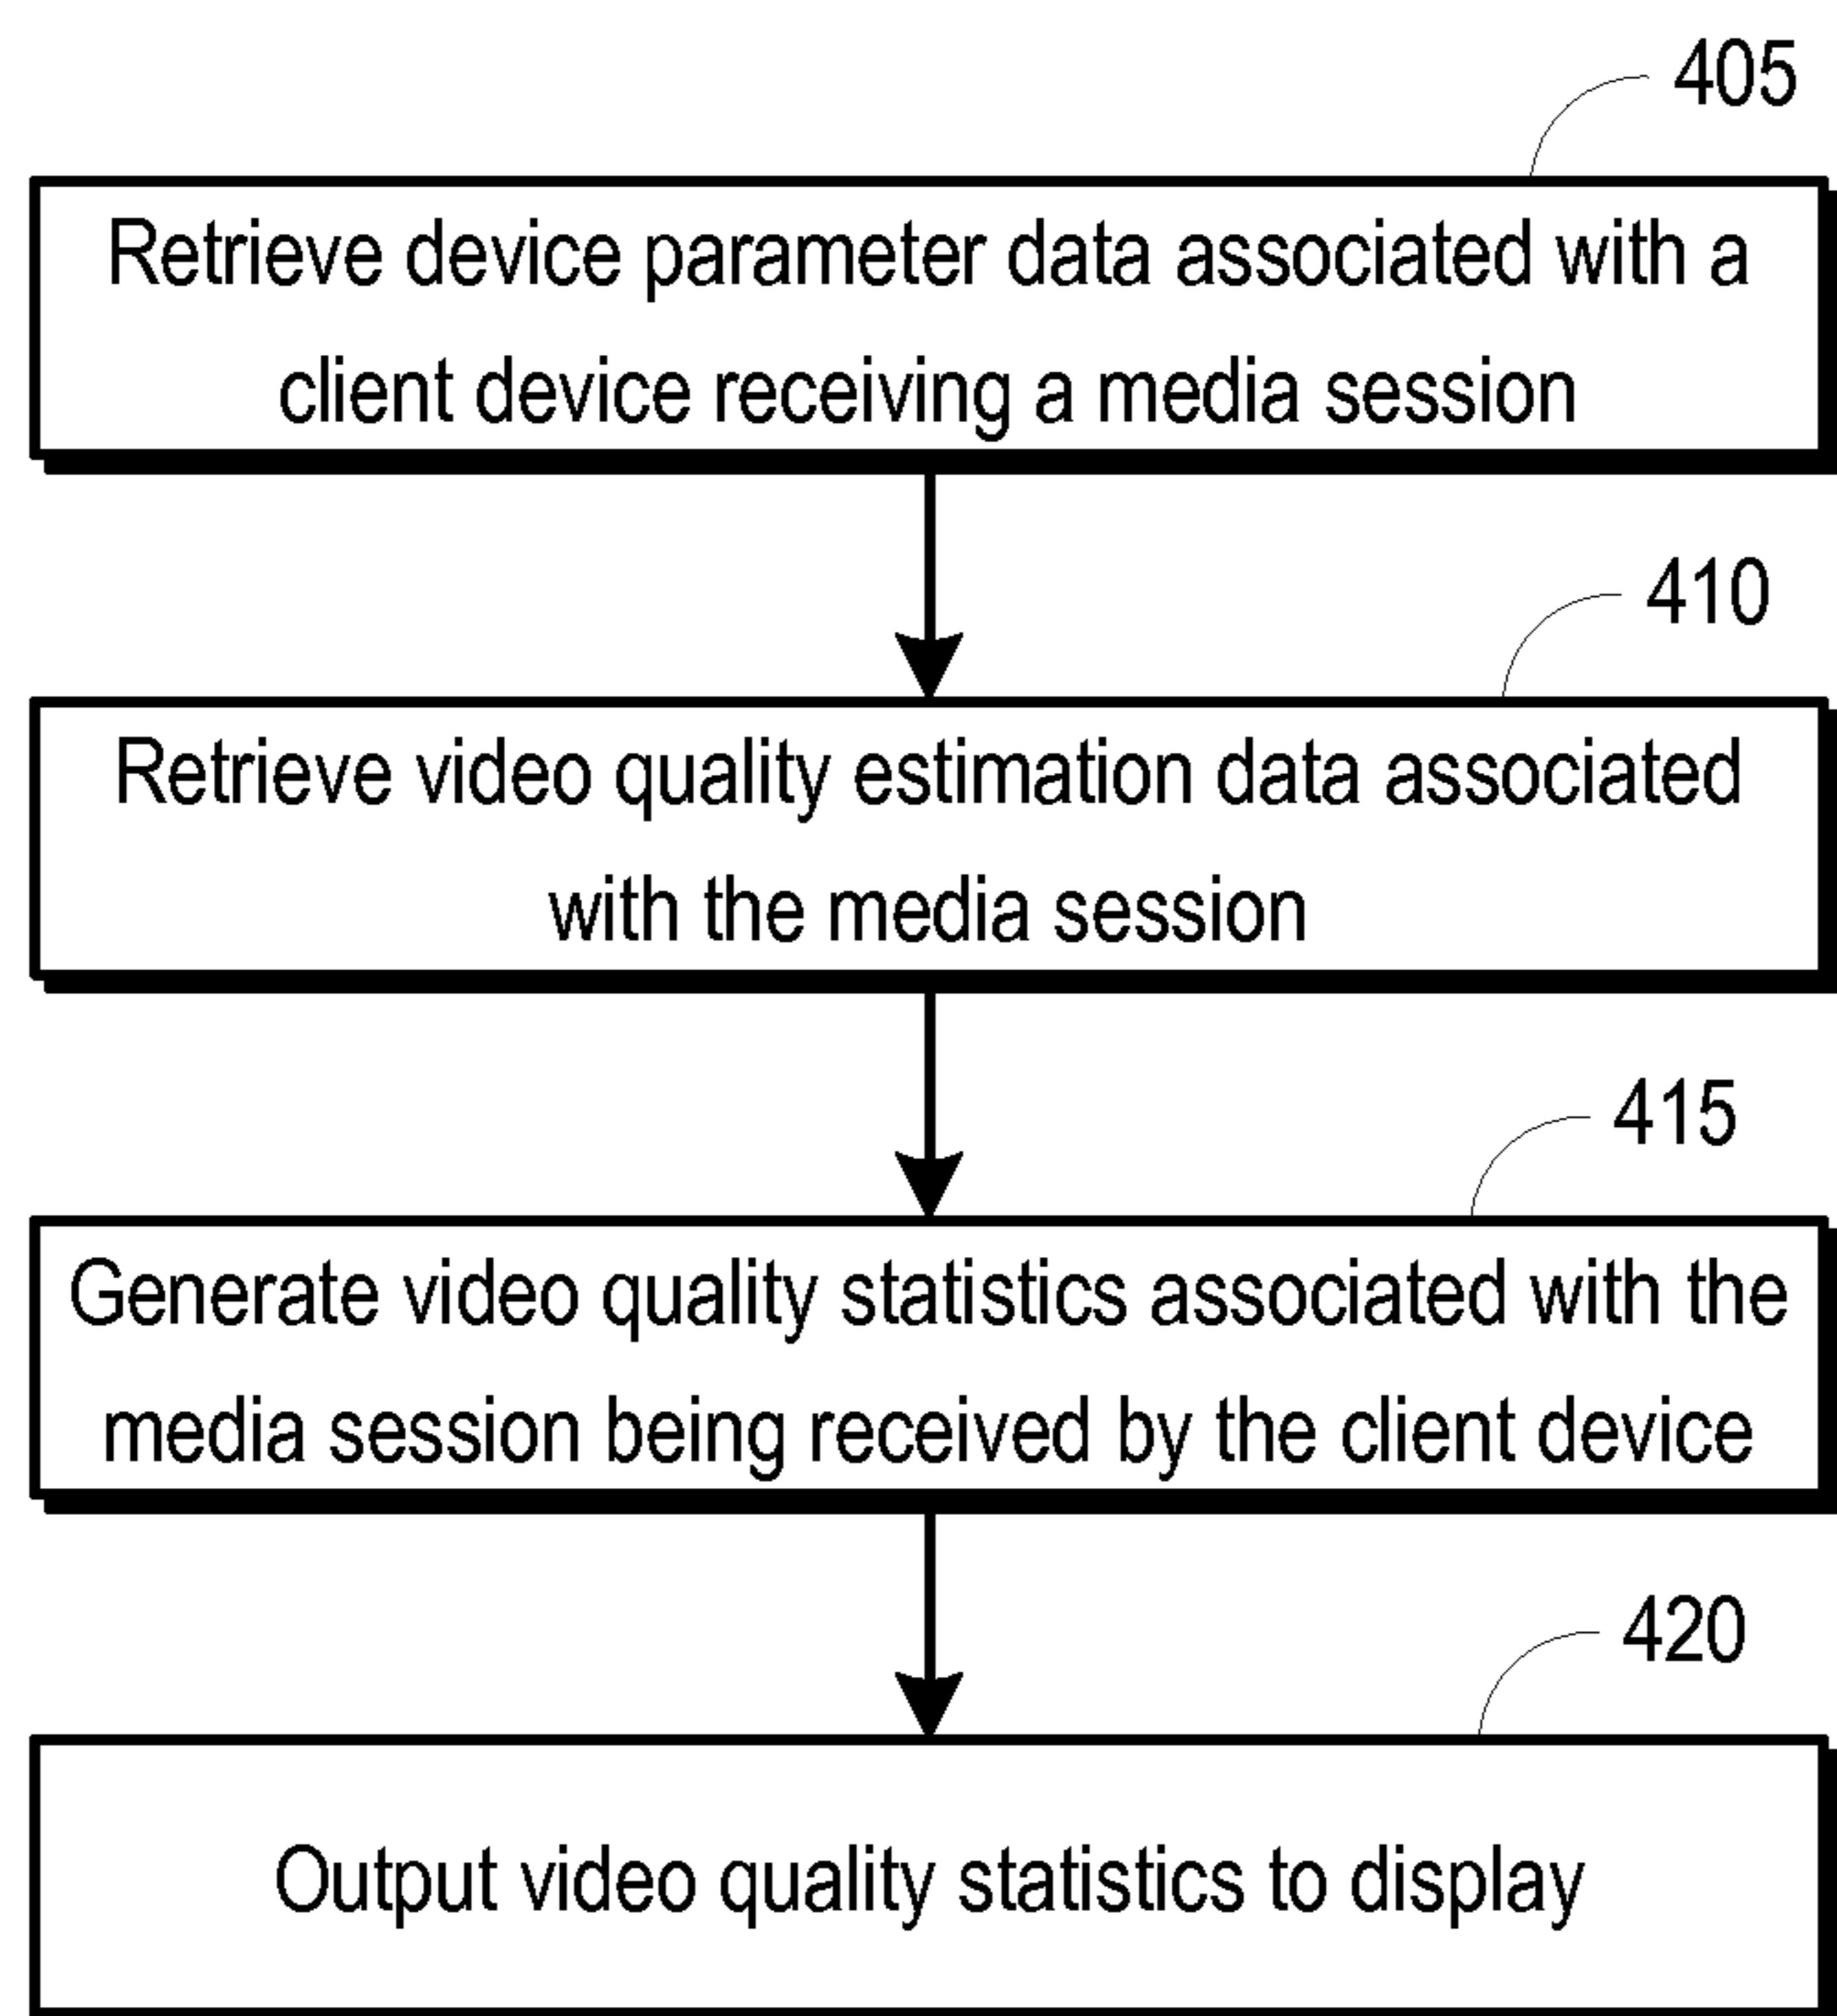 405
Retrieve device parameter data associated with a
client device receiving a media session
410
Retrieve video quality estimation data associated
with the media session
415
Generate video quality statistics associated with the
media session being received by the client device
420
Output video quality statistics to display